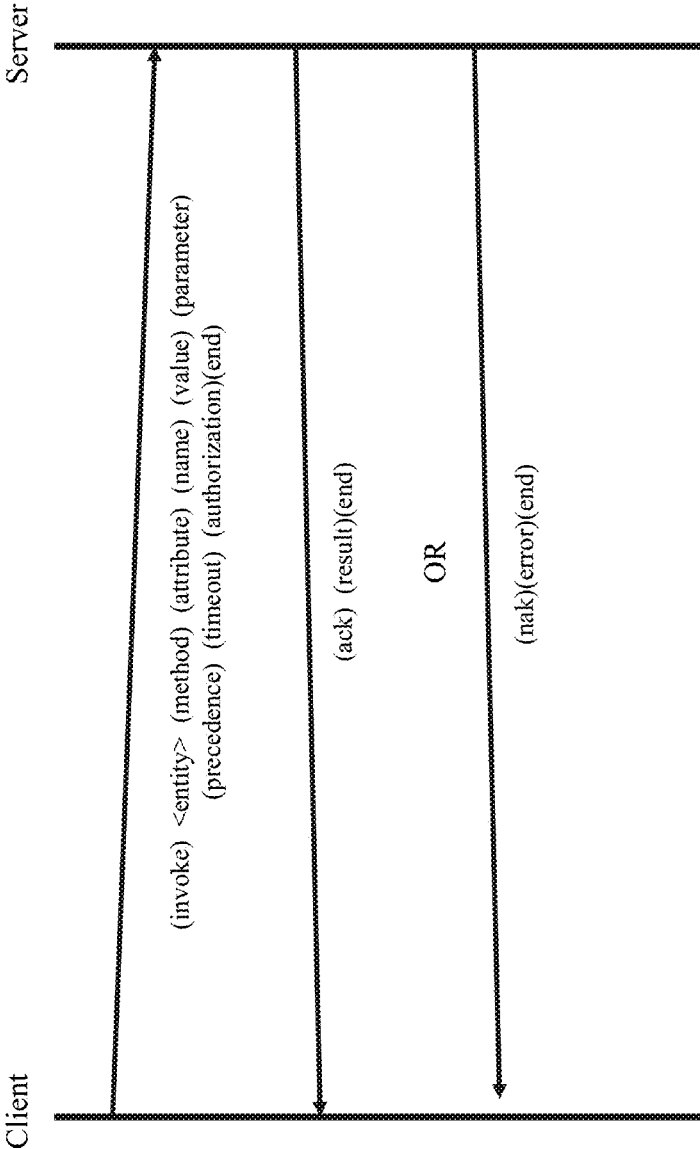 Client
Server
(invoke) <entity> (method) (attribute) (name) (value) (parameter)
(precedence) (timeout) (authorization)(end)
(ack) (result)(end)
OR
(nak)(error)(end)